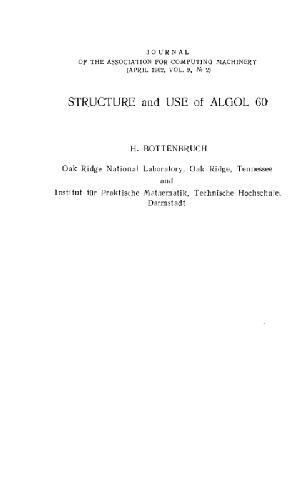 JOURNAL
OF THE ASSOCIATION FOR COMPUTING MACHINERY
(APRIL 1962, VOL. 9, № 2)
STRUCTURE and USE of ALGOL 60
H. BOTTENBRUCH
Oak Ridge National Laboratory, Oak Ridge, Tennessee
and
Institut für Praktische Matematik, Technische Hochschule,
Darmstadt